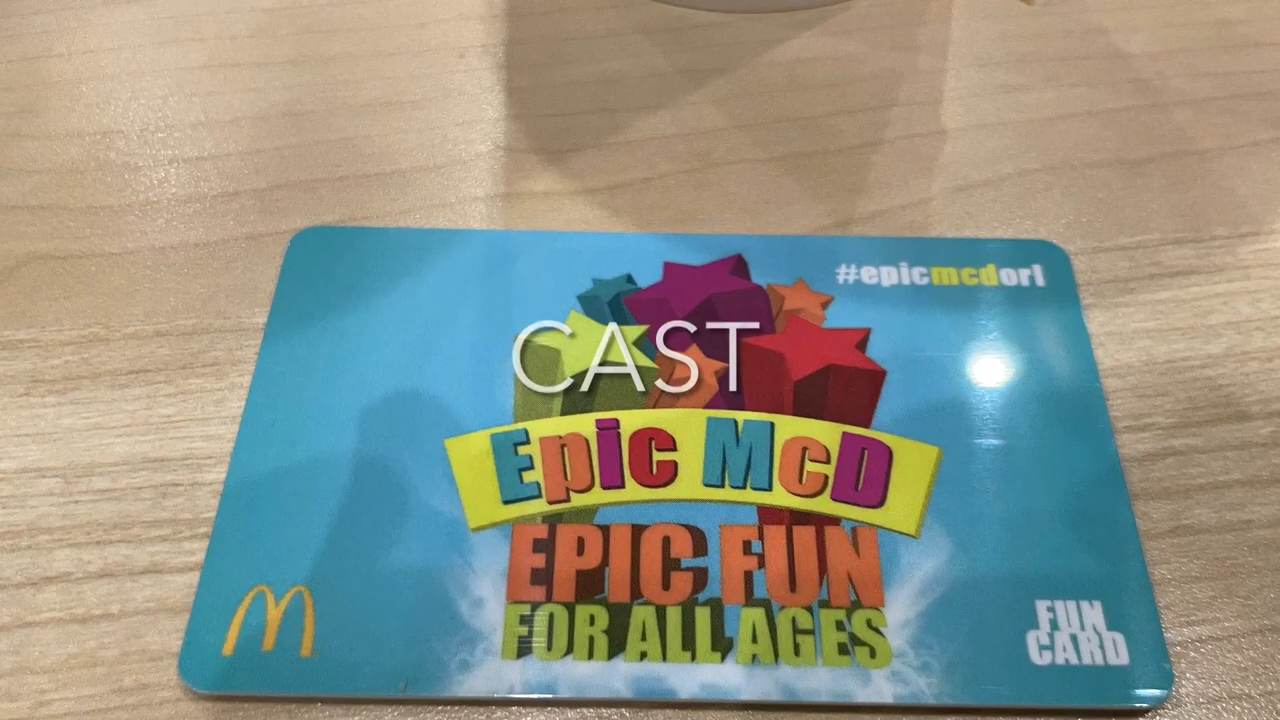 #epicmcdorl
CAST
Epic McD
EPIC FUN
FOR ALL AGES
FUN
CARD